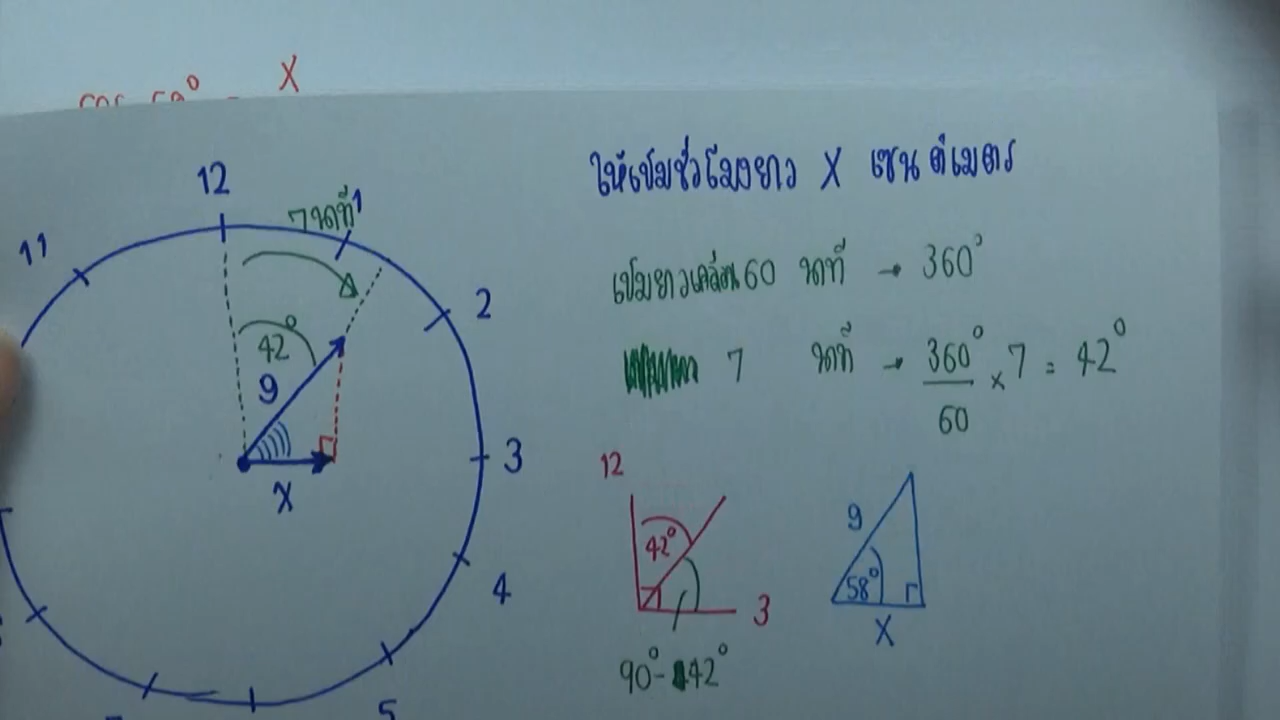 X
12
11
7นาที
1
2
42°
9
3
X
4
5
ให้เข็มชั่วโมงยาว X เซนติเมตร
เข็มยาวเคลื่อน 60 นาที → 360°
7 นาที → 360° × 7 = 42°
60
12
42°
3
90° - 42°
9
58°
X